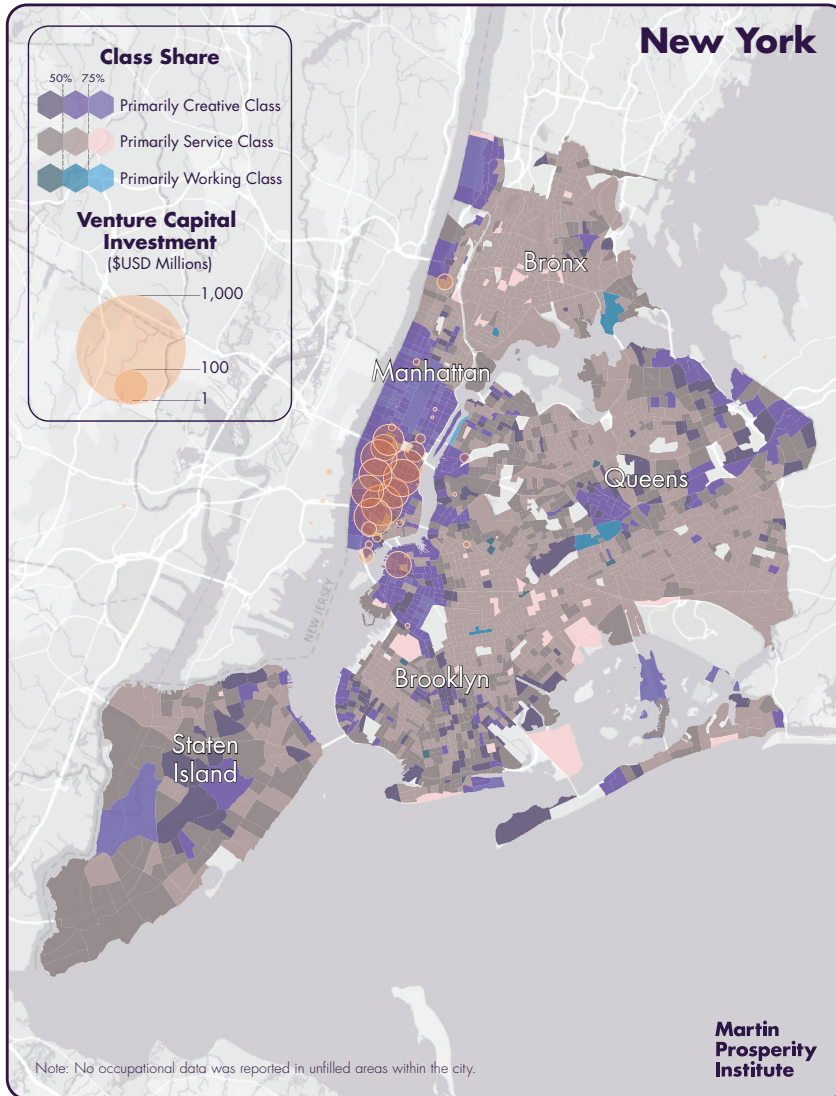 New York
Class Share
50% 75%
Primarily Creative Class
Primarily Service Class
Primarily Working Class
Venture Capital
Investment
($USD Millions)
1,000
100
1
Bronx
Manhattan
Queens
NEW JERSEY
Brooklyn
Staten
Island
Martin
Prosperity
Institute
Note: No occupational data was reported in unfilled areas within the city.